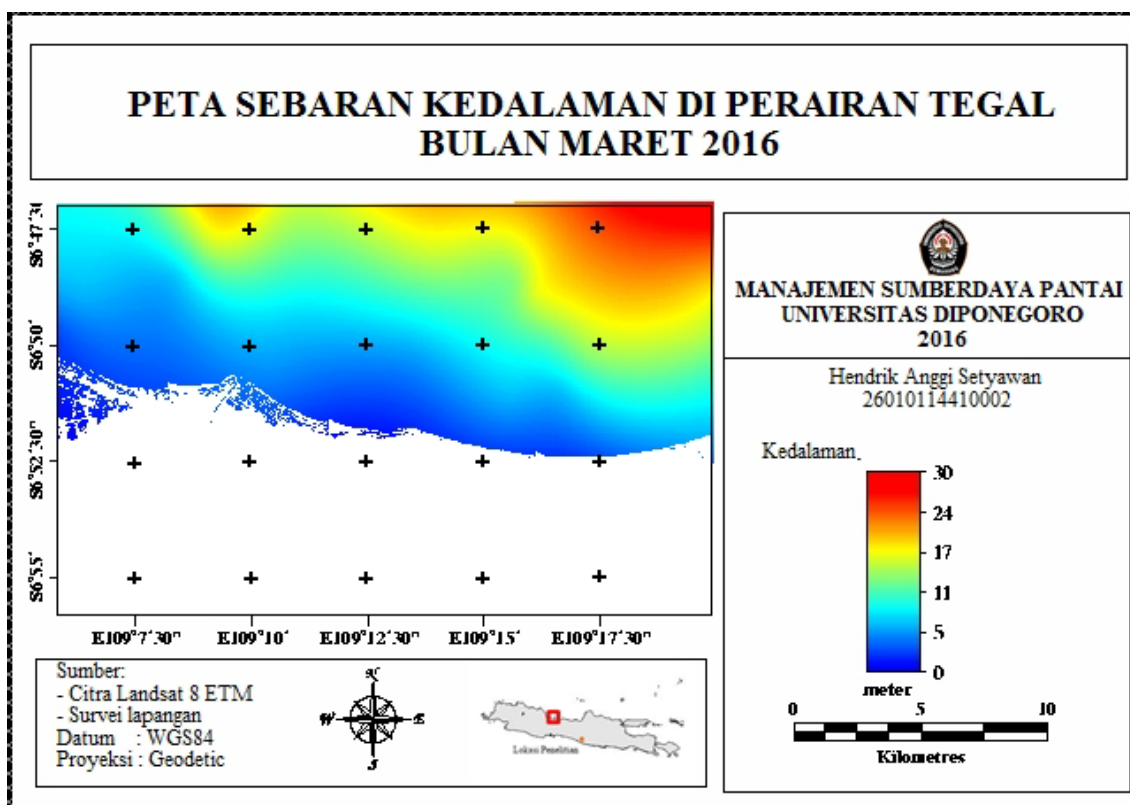 PETA SEBARAN KEDALAMAN DI PERAIRAN TEGAL
BULAN MARET 2016
S6°47'30
S6°50'
S6°52'30"
S6°55'
E109°7'30"
E109°10'
E109°12'30"
E109°15'
E109°17'30"
MANAJEMEN SUMBERDAYA PANTAI
UNIVERSITAS DIPONEGORO
2016
Hendrik Anggi Setyawan
26010114410002
Kedalaman
30
24
17
11
5
0
meter
0 5 10
Kilometres
Sumber:
- Citra Landsat 8 ETM
- Survei lapangan
Datum : WGS84
Proyeksi : Geodetic
N
W E
S
Lokasi Penelitian